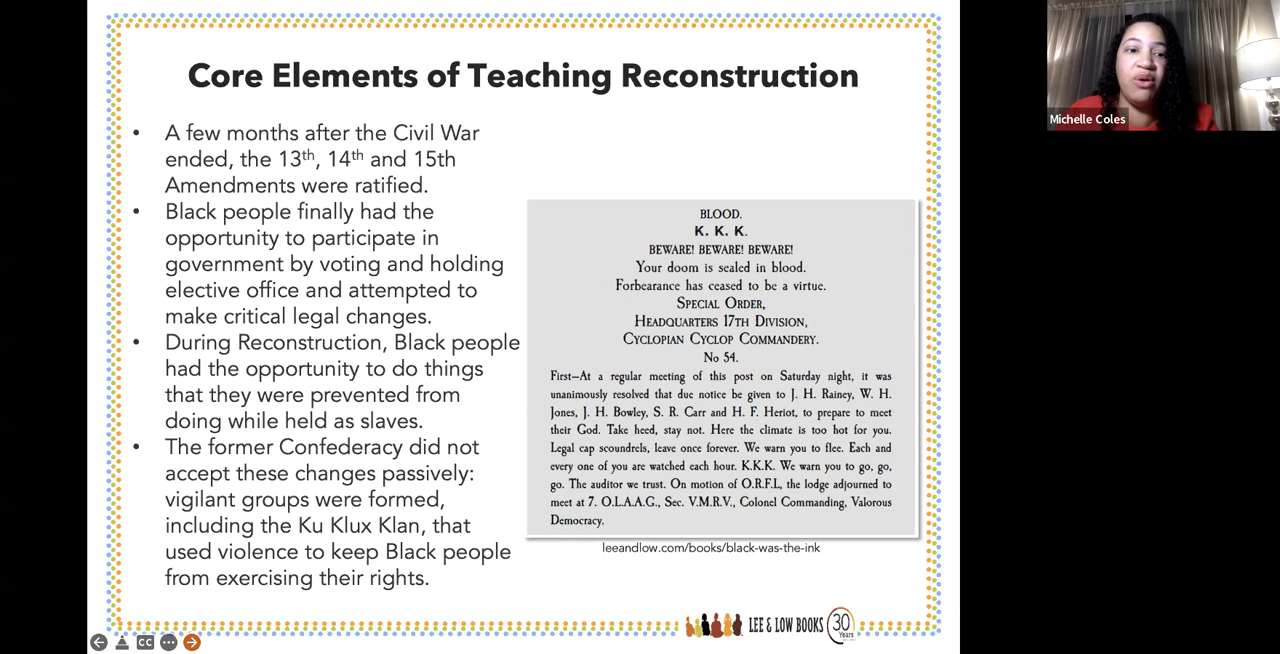 Core Elements of Teaching Reconstruction
• A few months after the Civil War
ended, the 13th, 14th and 15th
Amendments were ratified.
• Black people finally had the
opportunity to participate in
government by voting and holding
elective office and attempted to
make critical legal changes.
• During Reconstruction, Black people
had the opportunity to do things
that they were prevented from
doing while held as slaves.
• The former Confederacy did not
accept these changes passively:
vigilant groups were formed,
including the Ku Klux Klan, that
used violence to keep Black people
from exercising their rights.
BLOOD.
K. K. K.
BEWARE! BEWARE! BEWARE!
Your doom is sealed in blood.
Forbearance has ceased to be a virtue.
Special Order,
Headquarters 17th Division,
Cyclopian Cyclop Commandery.
No 54.
First—At a regular meeting of this post on Saturday night, it was
unanimously resolved that due notice be given to J. H. Rainey, W. H.
Jones, J. H. Bowley, S. R. Carr and H. F. Heriot, to prepare to meet
their God. Take heed, stay not. Here the climate is too hot for you.
Legal cap scoundrels, leave once forever. We warn you to flee. Each and
every one of you are watched each hour. K.K.K. We warn you to go, go,
go. The auditor we trust. On motion of O.R.F.L, the lodge adjourned to
meet at 7. O.L.A.A.G., Sec. V.M.R.V., Colonel Commanding, Valorous
Democracy.
leeandlow.com/books/black-was-the-ink
LEE & LOW BOOKS
30
Years
CC
Michelle Coles